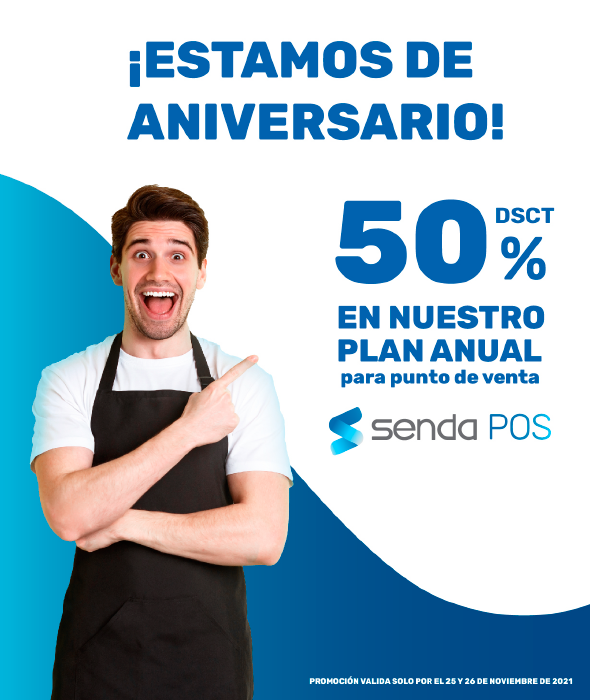 ¡ESTAMOS DE
ANIVERSARIO!
50 % DSCT
EN NUESTRO
PLAN ANUAL
para punto de venta
senda POS
PROMOCIÓN VALIDA SOLO POR EL 25 Y 26 DE NOVIEMBRE DE 2021